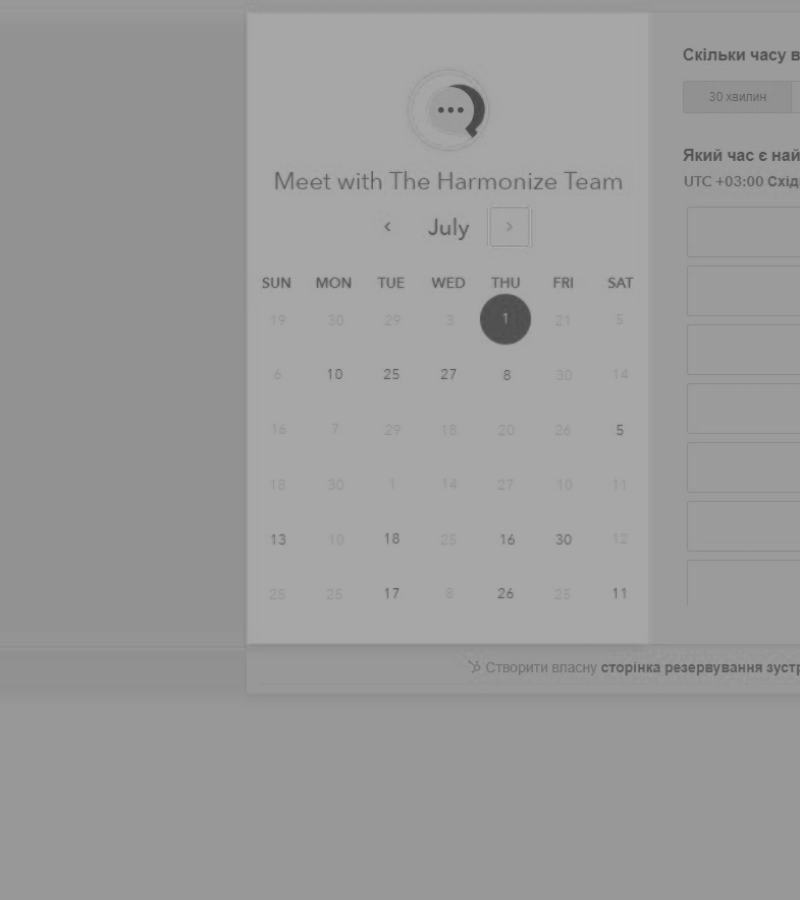 Meet with The Harmonize Team
July
SUN MON TUE WED THU FRI SAT
19 30 29 3 1 21 5
6 10 25 27 8 30 14
16 7 29 18 20 26 5
18 30 1 14 27 10 11
13 10 18 25 16 30 12
25 25 17 8 26 25 11
Скільки часу в
30 хвилин
Який час є най
UTC +03:00 Східн
Створити власну сторінка резервування зустр